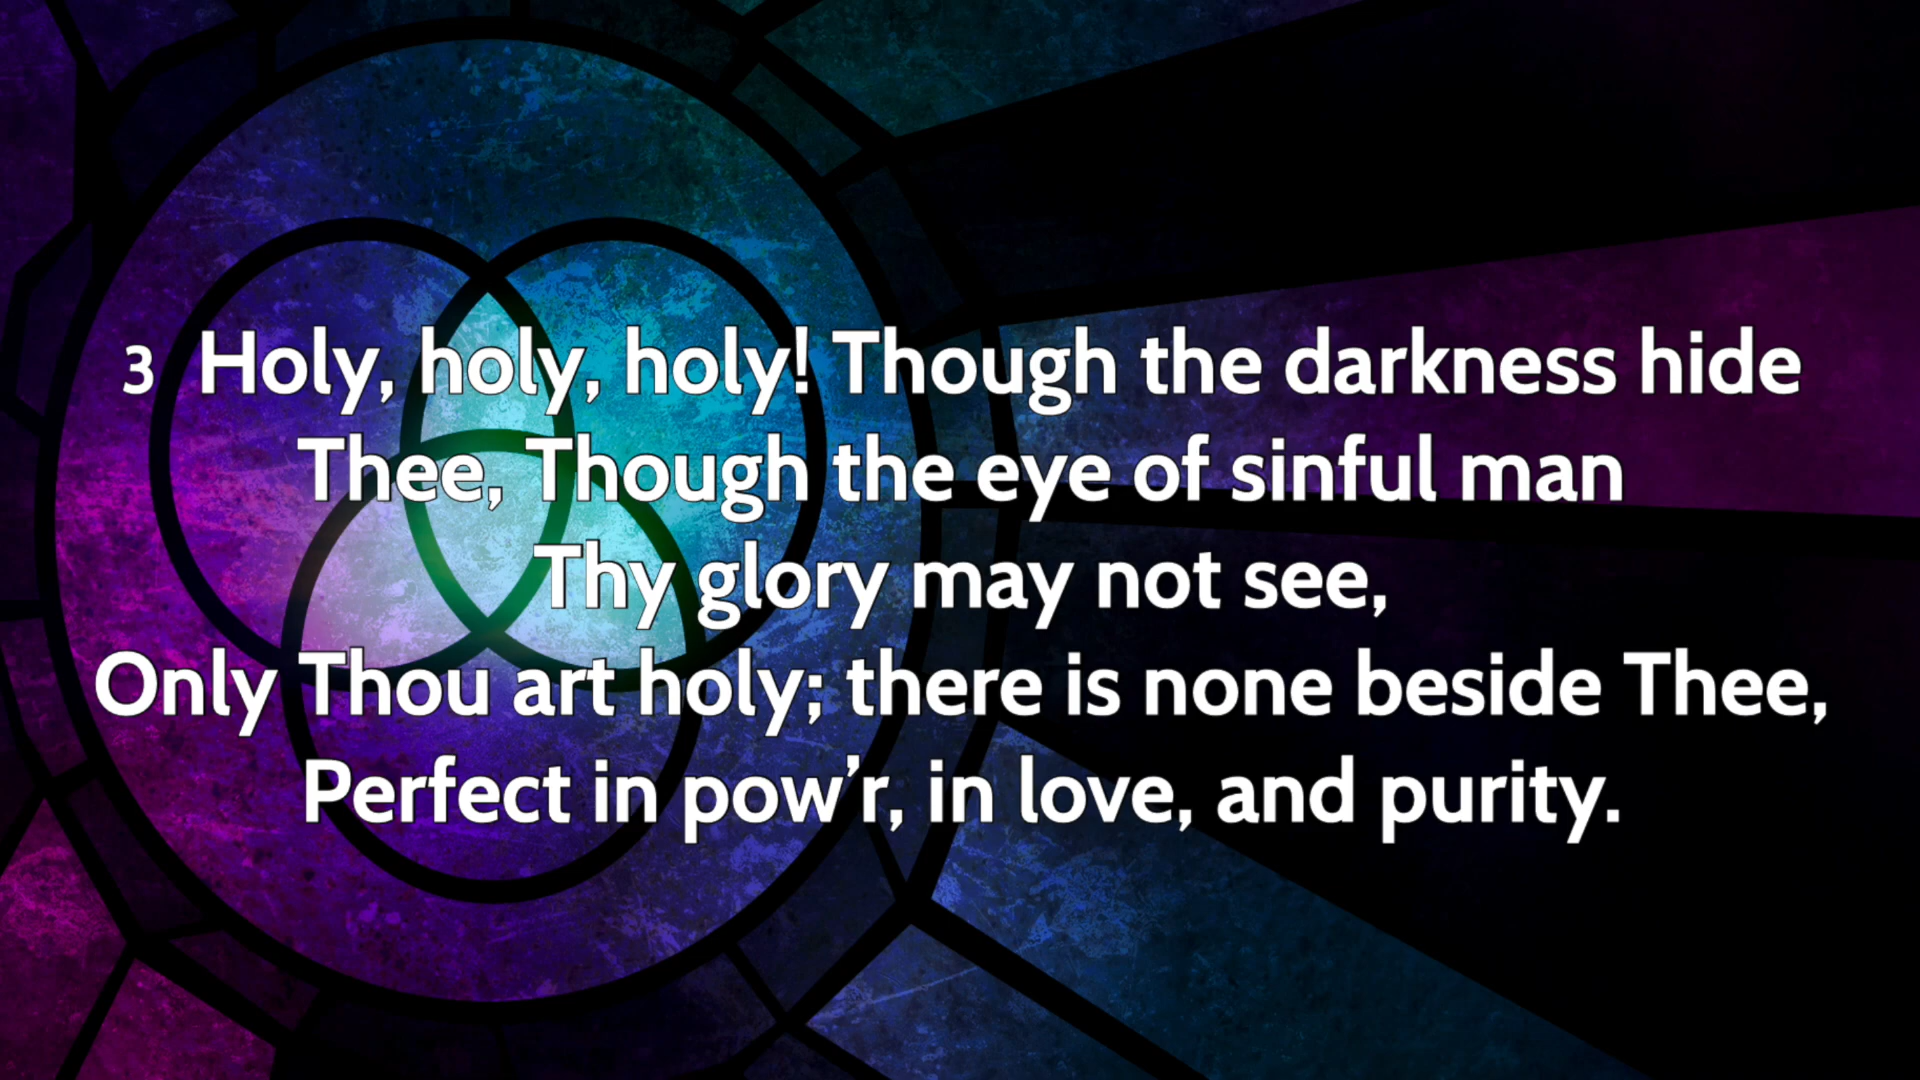 3 Holy, holy, holy! Though the darkness hide
Thee, Though the eye of sinful man
Thy glory may not see,
Only Thou art holy; there is none beside Thee,
Perfect in pow’r, in love, and purity.